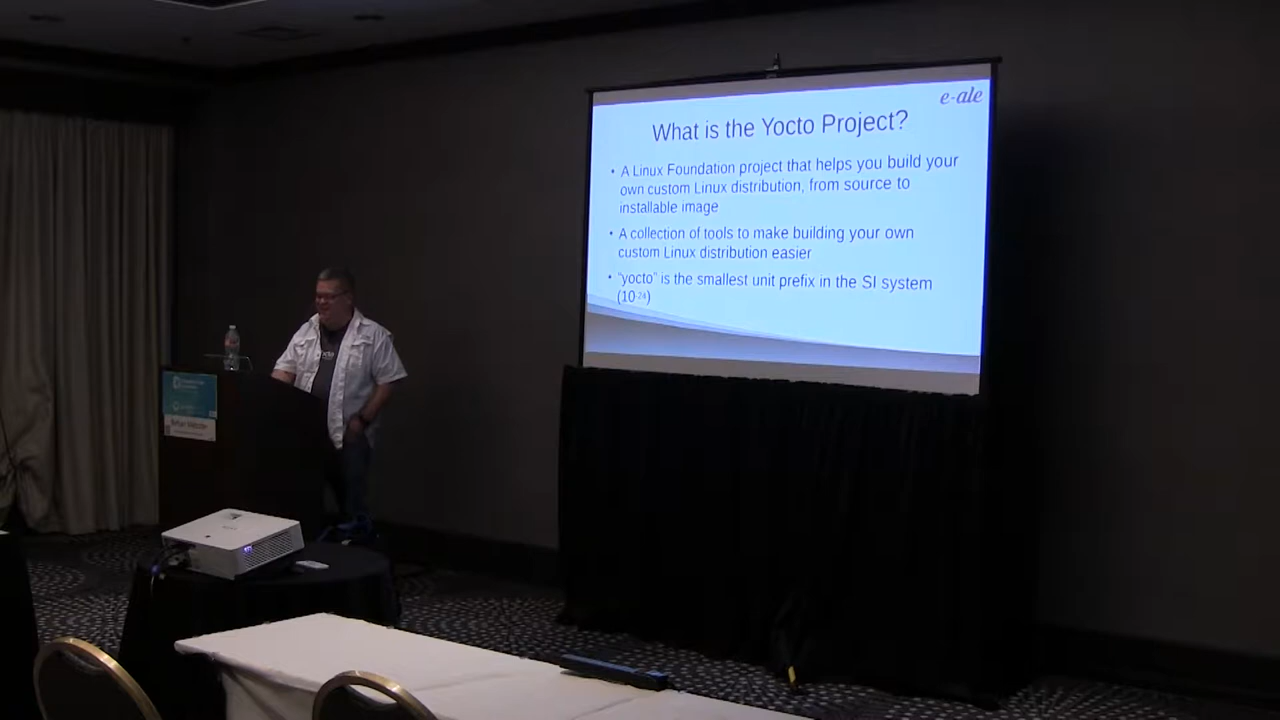 e-ale
What is the Yocto Project?
• A Linux Foundation project that helps you build your
own custom Linux distribution, from source to
installable image
• A collection of tools to make building your own
custom Linux distribution easier
• "yocto" is the smallest unit prefix in the SI system
(10-24)